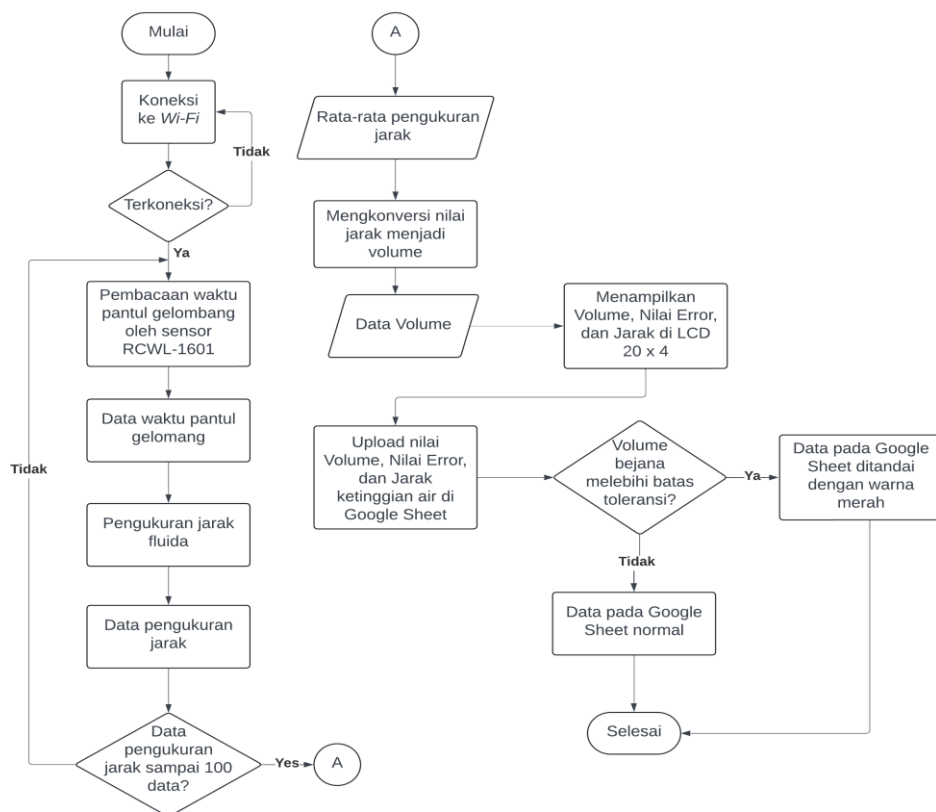 Mulai
Koneksi
ke Wi-Fi
Tidak
Terkoneksi?
Ya
Pembacaan waktu
pantul gelombang
oleh sensor
RCWL-1601
Data waktu pantul
gelomang
Tidak
Pengukuran jarak
fluida
Data pengukuran
jarak
Data
pengukuran
jarak sampai 100
data?
Yes
A
A
Rata-rata pengukuran
jarak
Mengkonversi nilai
jarak menjadi
volume
Data Volume
Menampilkan
Volume, Nilai Error,
dan Jarak di LCD
20 x 4
Upload nilai
Volume, Nilai Error,
dan Jarak
ketinggian air di
Google Sheet
Volume
bejana
melebihi batas
toleransi?
Ya
Data pada Google
Sheet ditandai
dengan warna
merah
Tidak
Data pada Google
Sheet normal
Selesai